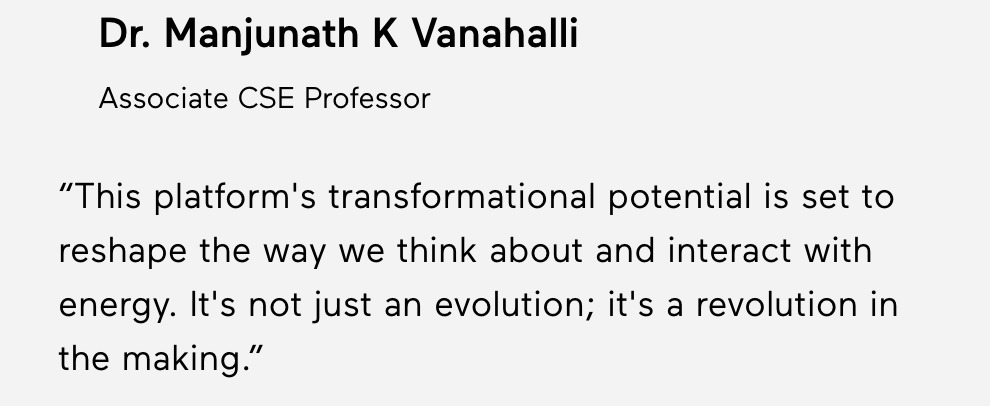 Dr. Manjunath K Vanahalli
Associate CSE Professor
“This platform's transformational potential is set to
reshape the way we think about and interact with
energy. It's not just an evolution; it's a revolution in
the making.”